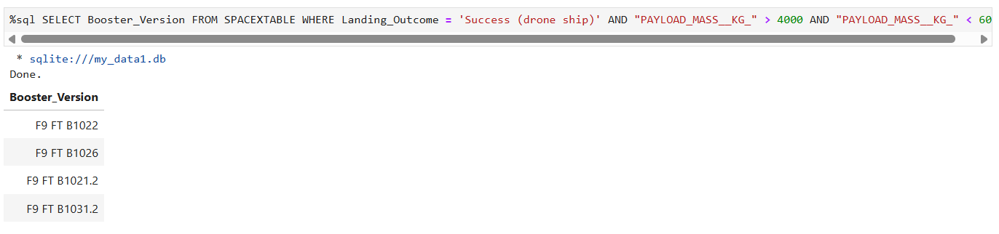 %sql SELECT Booster_Version FROM SPACEXTABLE WHERE Landing_Outcome = 'Success (drone ship)' AND "PAYLOAD_MASS__KG_" > 4000 AND "PAYLOAD_MASS__KG_" < 60
* sqlite:///my_data1.db
Done.
Booster_Version
F9 FT B1022
F9 FT B1026
F9 FT B1021.2
F9 FT B1031.2